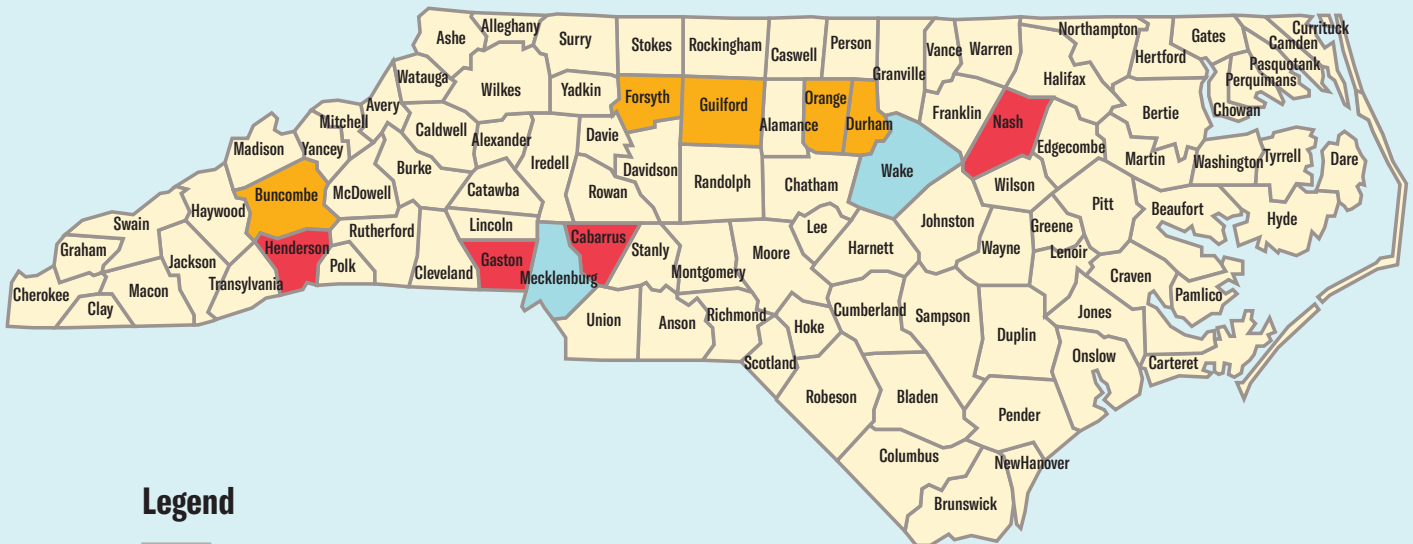 Alleghany
Ashe
Surry
Stokes
Rockingham
Caswell
Person
Granville
Vance
Warren
Northampton
Gates
Currituck
Camden
Pasquotank
Perquimans
Chowan
Hertford
Halifax
Bertie
Watauga
Wilkes
Yadkin
Forsyth
Guilford
Alamance
Orange
Durham
Franklin
Nash
Edgecombe
Martin
Washington
Tyrrell
Dare
Avery
Mitchell
Yancey
Madison
Caldwell
Alexander
Iredell
Davie
Davidson
Burke
McDowell
Buncombe
Catawba
Rowan
Randolph
Chatham
Wake
Wilson
Pitt
Beaufort
Hyde
Haywood
Swain
Graham
Jackson
Henderson
Rutherford
Lincoln
Cabarrus
Stanly
Montgomery
Moore
Lee
Harnett
Johnston
Greene
Wayne
Lenoir
Craven
Pamlico
Cherokee
Clay
Macon
Transylvania
Polk
Cleveland
Gaston
Mecklenburg
Union
Anson
Richmond
Hoke
Cumberland
Sampson
Duplin
Jones
Onslow
Carteret
Scotland
Robeson
Bladen
Pender
Columbus
NewHanover
Brunswick
Legend